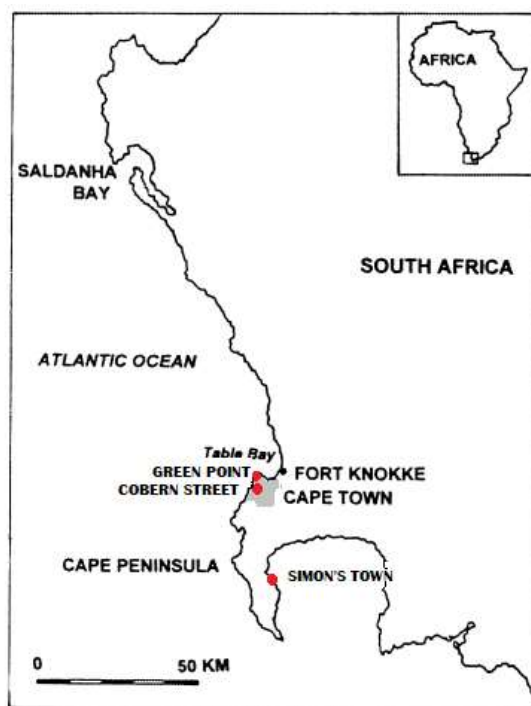 AFRICA
SALDANHA
BAY
SOUTH AFRICA
ATLANTIC OCEAN
Table Bay
GREEN POINT
FORT KNOKKE
COBERN STREET
CAPE TOWN
CAPE PENINSULA
SIMON'S TOWN
0 50 KM